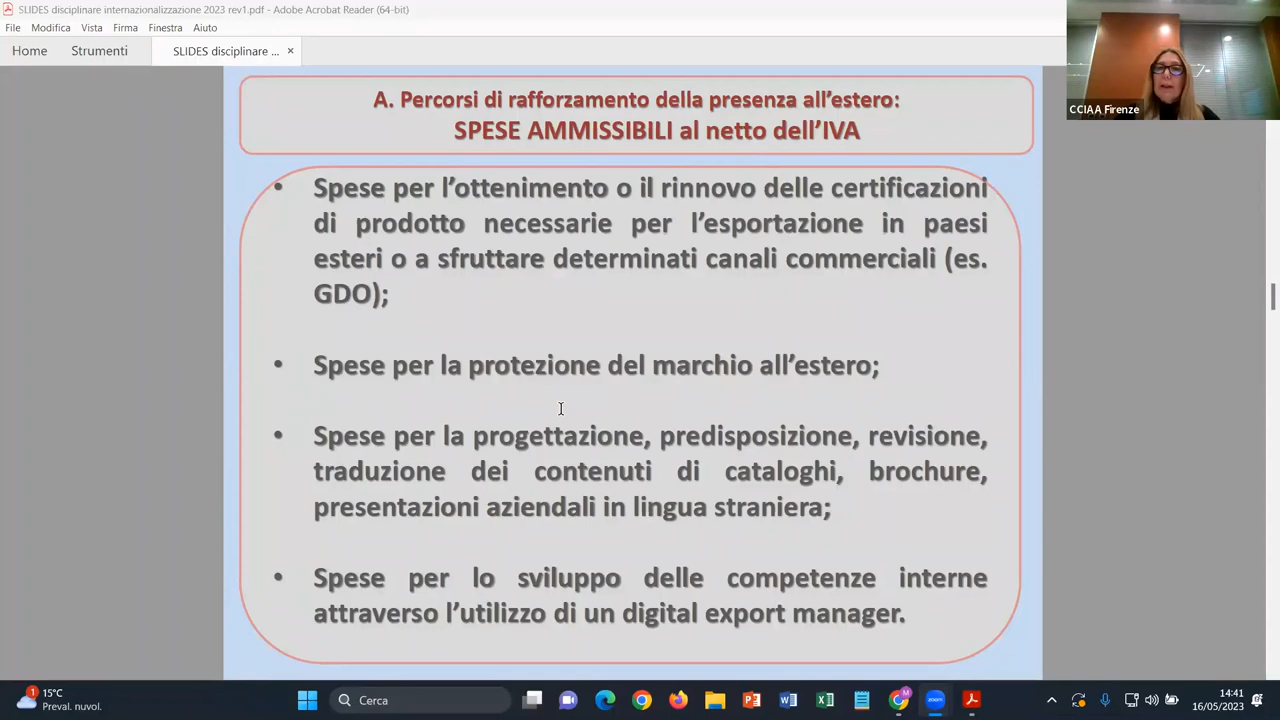 SLIDES disciplinare internazionalizzazione 2023 rev1.pdf - Adobe Acrobat Reader (64-bit)
File Modifica Vista Firma Finestra Aiuto
Home Strumenti SLIDES disciplinare ... ×
CCIAA Firenze
A. Percorsi di rafforzamento della presenza all’estero:
SPESE AMMISSIBILI al netto dell’IVA
• Spese per l’ottenimento o il rinnovo delle certificazioni
di prodotto necessarie per l’esportazione in paesi
esteri o a sfruttare determinati canali commerciali (es.
GDO);
• Spese per la protezione del marchio all’estero;
• Spese per la progettazione, predisposizione, revisione,
traduzione dei contenuti di cataloghi, brochure,
presentazioni aziendali in lingua straniera;
• Spese per lo sviluppo delle competenze interne
attraverso l’utilizzo di un digital export manager.
1
15°C
Preval. nuvol.
Cerca
zoom
14:41
16/05/2023